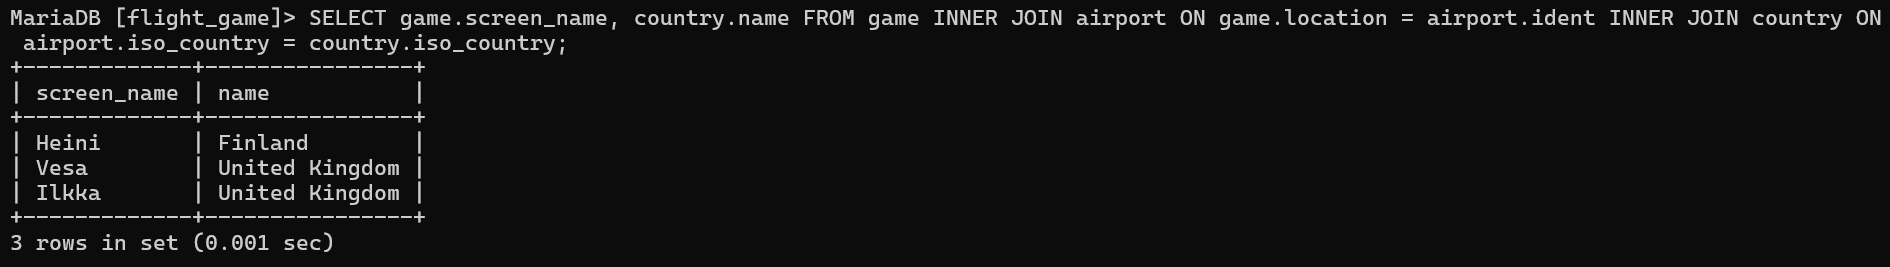 MariaDB [flight_game]> SELECT game.screen_name, country.name FROM game INNER JOIN airport ON game.location = airport.ident INNER JOIN country ON
 airport.iso_country = country.iso_country;
+-------------+----------------+
| screen_name | name           |
+-------------+----------------+
| Heini       | Finland        |
| Vesa        | United Kingdom |
| Ilkka       | United Kingdom |
+-------------+----------------+
3 rows in set (0.001 sec)